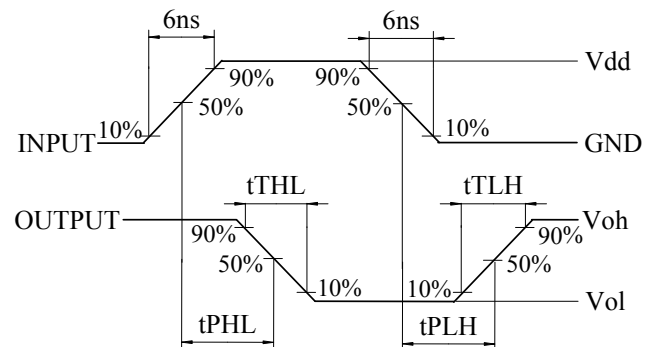 6ns 6ns
90% 90% Vdd
50% 50%
10% 10%
INPUT GND
tTHL tTLH
OUTPUT Voh
90% 90%
50% 50%
10% 10%
Vol
tPHL tPLH